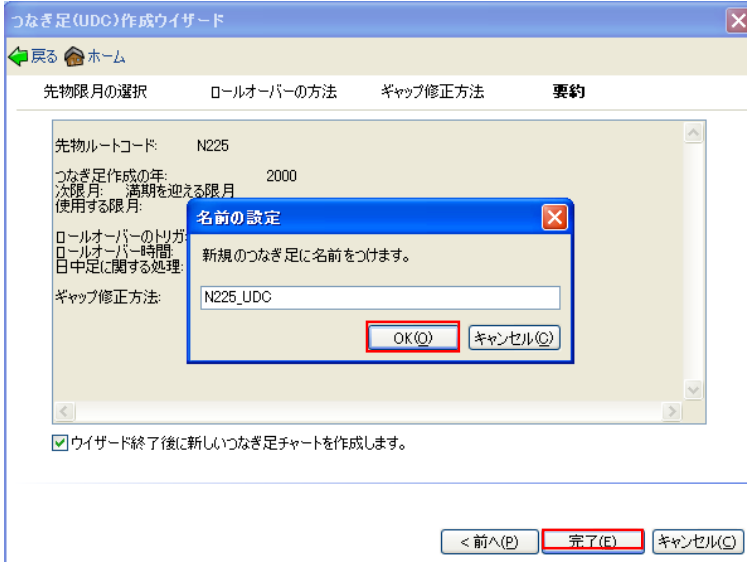 つなぎ足(UDC)作成ウイザード
戻る ホーム
先物限月の選択 ロールオーバーの方法 ギャップ修正方法 要約
先物ルートコード: N225
つなぎ足作成の年: 2000
次限月: 満期を迎える限月
使用する限月:
ロールオーバーのトリガ
ロールオーバー時間:
日中足に関する処理:
ギャップ修正方法:
名前の設定
新規のつなぎ足に名前をつけます。
N225_UDC
OK(O) キャンセル(C)
ウイザード終了後に新しいつなぎ足チャートを作成します。
< 前へ(P) 完了(E) キャンセル(C)